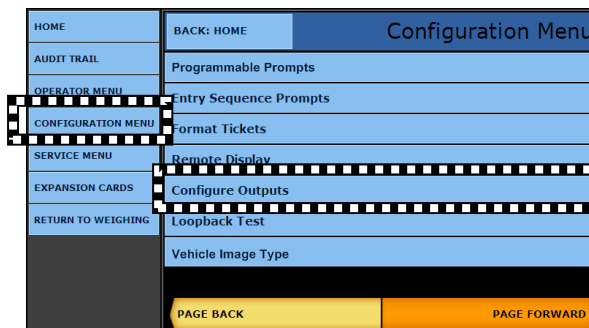 HOME
AUDIT TRAIL
OPERATOR MENU
CONFIGURATION MENU
SERVICE MENU
EXPANSION CARDS
RETURN TO WEIGHING
BACK: HOME
Configuration Menu
Programmable Prompts
Entry Sequence Prompts
Format Tickets
Remote Display
Configure Outputs
Loopback Test
Vehicle Image Type
PAGE BACK
PAGE FORWARD